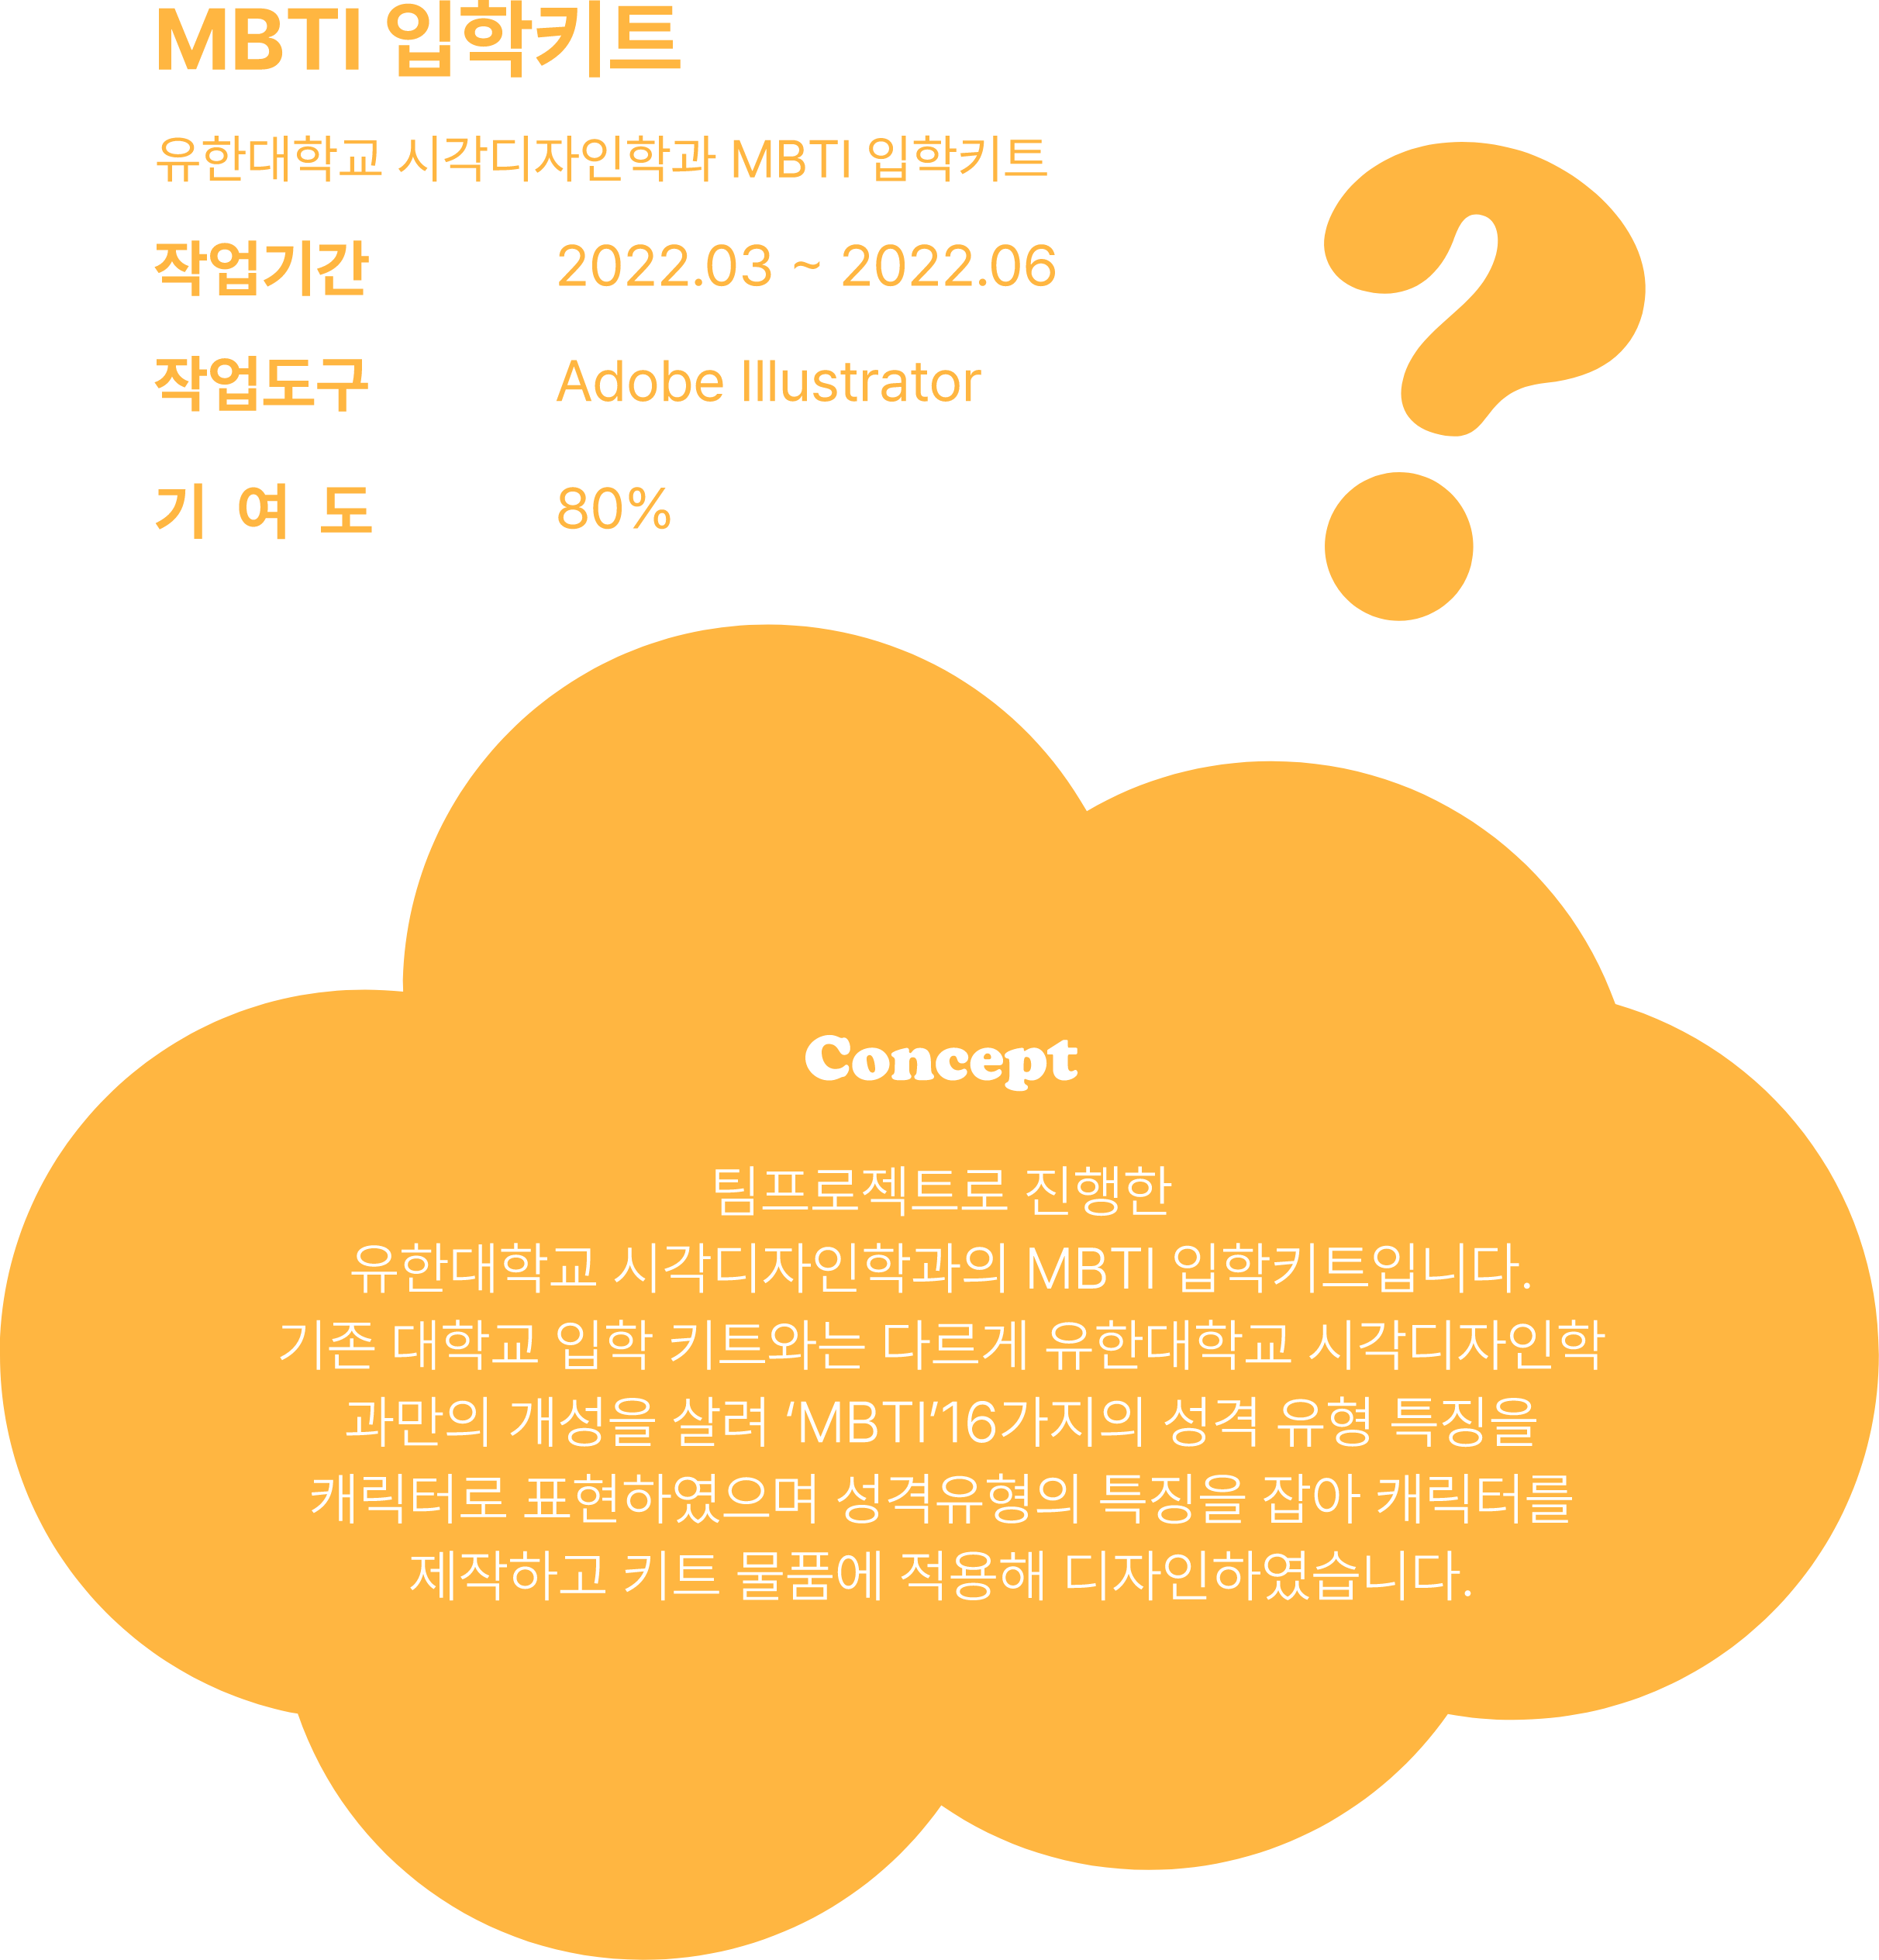 MBTI 입학키트
유한대학교 시각디자인학과 MBTI 입학키트
작업기간 2022.03 ~ 2022.06
작업도구 Adobe Illustrator
기 여 도 80%
?
Concept
팀프로젝트로 진행한
유한대학교 시각디자인학과의 MBTI 입학키트입니다.
기존 대학교 입학 키트와는 다르게 유한대학교 시각디자인학
과만의 개성을 살려 ‘MBTI’16가지의 성격 유형 특징을
캐릭터로 표현하였으며 성격유형의 특징을 잡아 캐릭터를
제작하고 키트 물품에 적용해 디자인하였습니다.